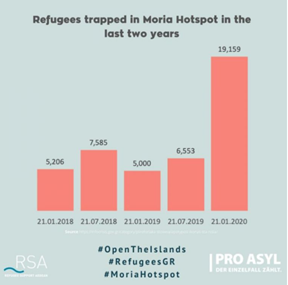 Refugees trapped in Moria Hotspot in the
last two years
19,159
7,585
6,553
5,206
5,000
21.01.2018 21.07.2018 21.01.2019 21.07.2019 21.01.2020
#OpenTheIslands
#RefugeesGR
#MoriaHotspot
RSA
PRO ASYL
DER EINZELFALL ZÄHLT.